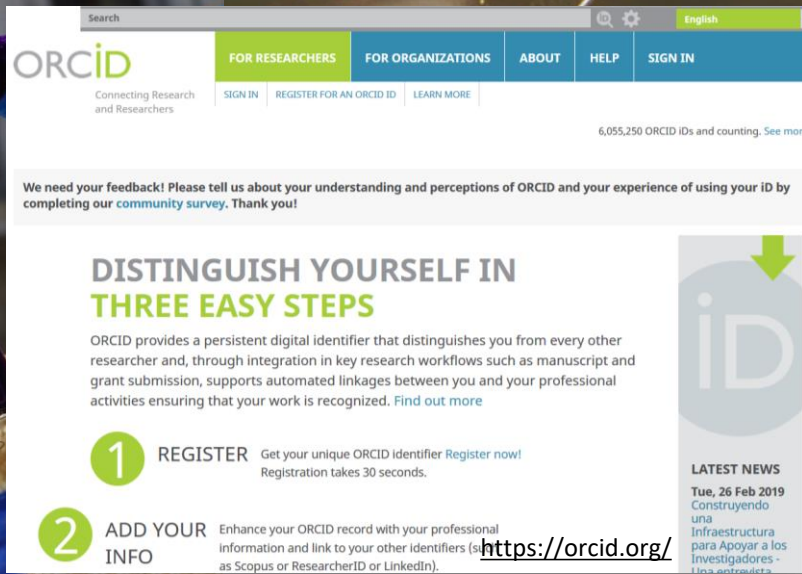 Search
English
ORCID
Connecting Research
and Researchers
FOR RESEARCHERS
FOR ORGANIZATIONS
ABOUT
HELP
SIGN IN
SIGN IN
REGISTER FOR AN ORCID ID
LEARN MORE
6,055,250 ORCID iDs and counting. See mor
We need your feedback! Please tell us about your understanding and perceptions of ORCID and your experience of using your iD by
completing our community survey. Thank you!
DISTINGUISH YOURSELF IN
THREE EASY STEPS
ORCID provides a persistent digital identifier that distinguishes you from every other
researcher and, through integration in key research workflows such as manuscript and
grant submission, supports automated linkages between you and your professional
activities ensuring that your work is recognized. Find out more
1
REGISTER
Get your unique ORCID identifier Register now!
Registration takes 30 seconds.
2
ADD YOUR
INFO
Enhance your ORCID record with your professional
information and link to your other identifiers
as Scopus or ResearcherID or LinkedIn).
https://orcid.org/
iD
LATEST NEWS
Tue, 26 Feb 2019
Construyendo
una
Infraestructura
para Apoyar a los
Investigadores -
Una entrevista